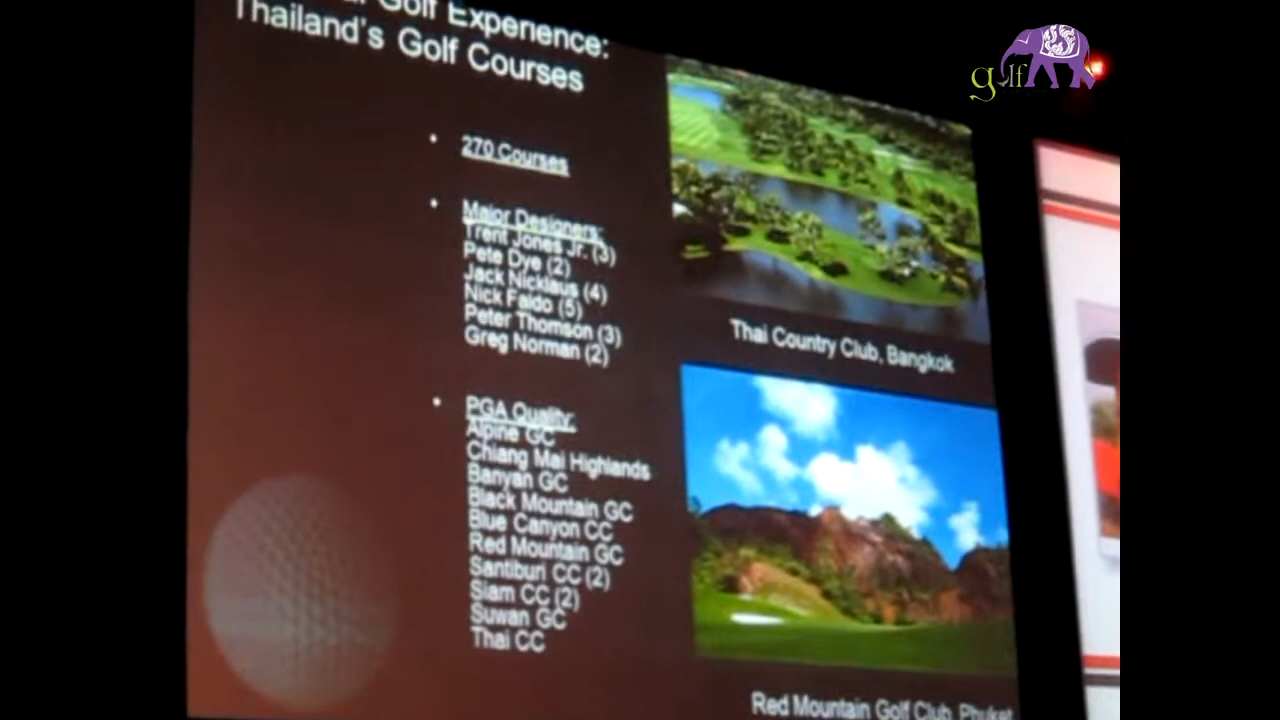 Golf Experience:
Thailand's Golf Courses
• 270 Courses
• Major Designers:
Trent Jones Jr. (3)
Pete Dye (2)
Jack Nicklaus (4)
Nick Faldo (5)
Peter Thomson (3)
Greg Norman (2)
• PGA Quality:
Alpine GC
Chiang Mai Highlands
Banyan GC
Black Mountain GC
Blue Canyon CC
Red Mountain GC
Santiburi CC (2)
Siam CC (2)
Suwan GC
Thai CC
golf
Thai Country Club, Bangkok
Red Mountain Golf Club, Phuket